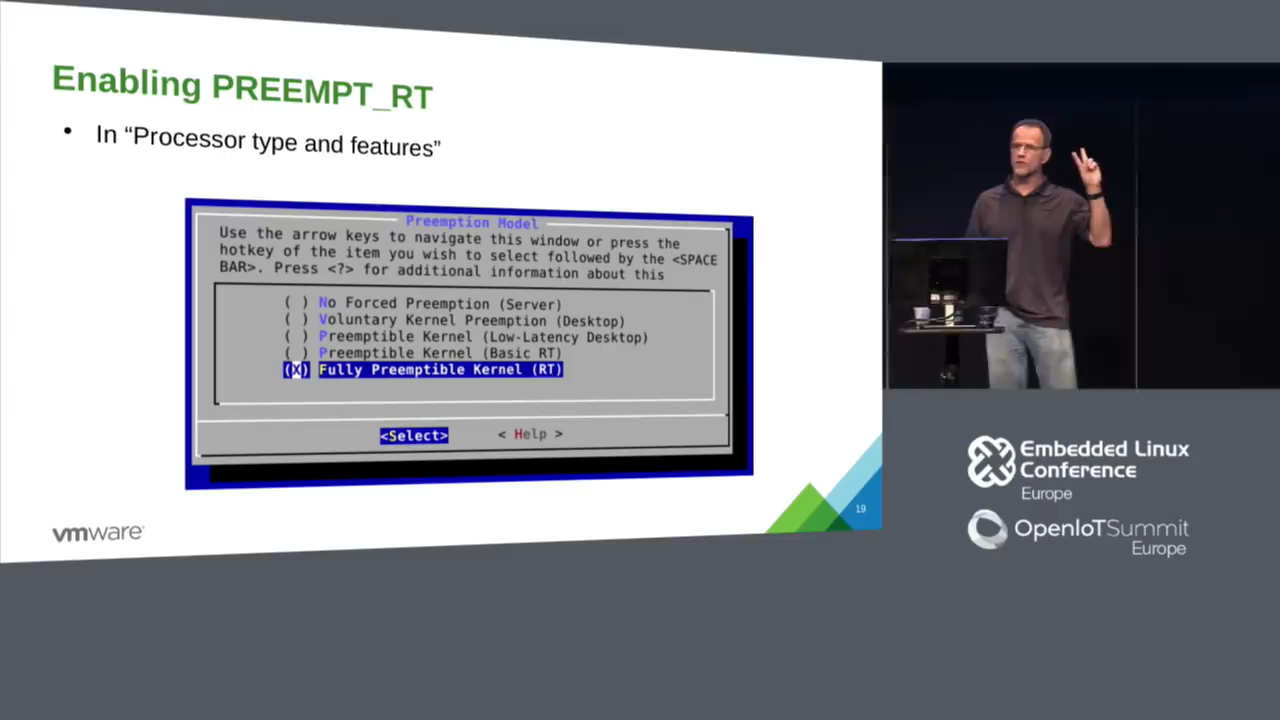 Enabling PREEMPT_RT
• In “Processor type and features”
Preemption Model
Use the arrow keys to navigate this window or press the
hotkey of the item you wish to select followed by the <SPACE
BAR>. Press <?> for additional information about this
( ) No Forced Preemption (Server)
( ) Voluntary Kernel Preemption (Desktop)
( ) Preemptible Kernel (Low-Latency Desktop)
( ) Preemptible Kernel (Basic RT)
(X) Fully Preemptible Kernel (RT)
<Select> < Help >
vmware
19
Embedded Linux
Conference
Europe
OpenIoTSummit
Europe